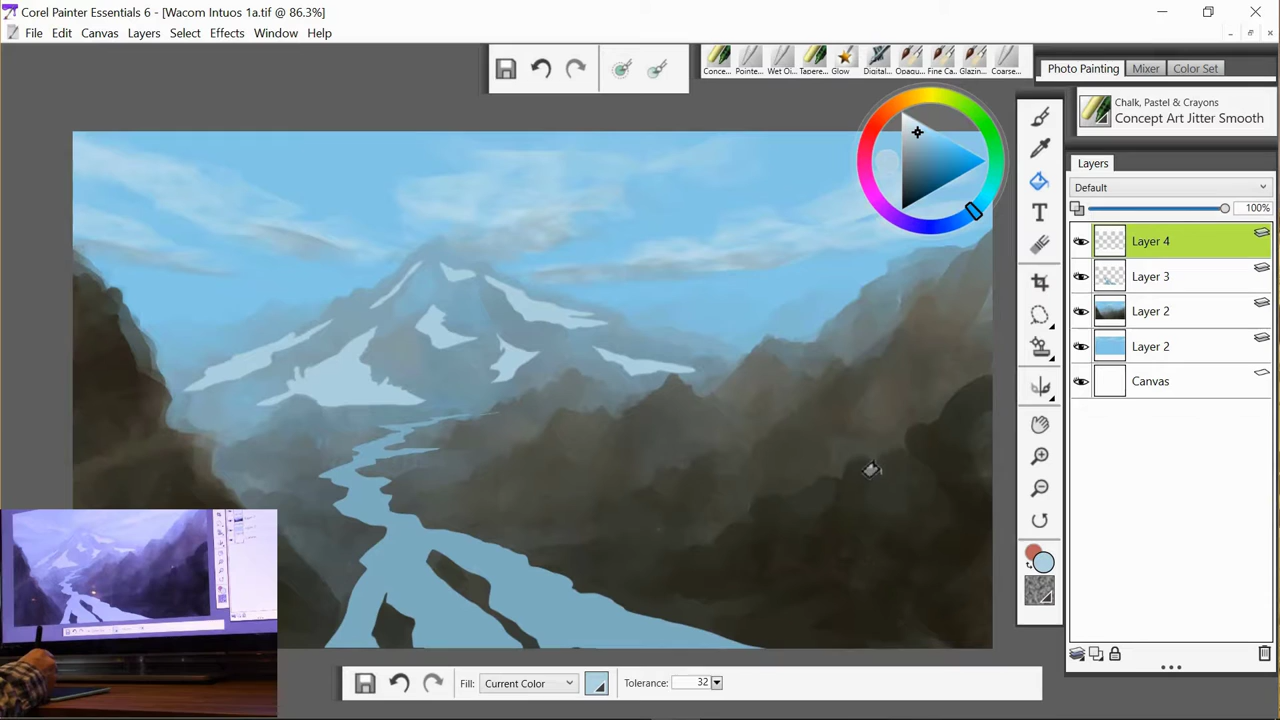 Corel Painter Essentials 6 - [Wacom Intuos 1a.tif @ 86.3%]
File Edit Canvas Layers Select Effects Window Help
Conce... Pointe... Wet Oi... Tapere... Glow Digital... Opaqu... Fine Ca... Glazin... Coarse...
Photo Painting Mixer Color Set
Chalk, Pastel & Crayons
Concept Art Jitter Smooth
Layers
Default
100%
Layer 4
Layer 3
Layer 2
Layer 2
Canvas
T
Fill: Current Color Tolerance: 32